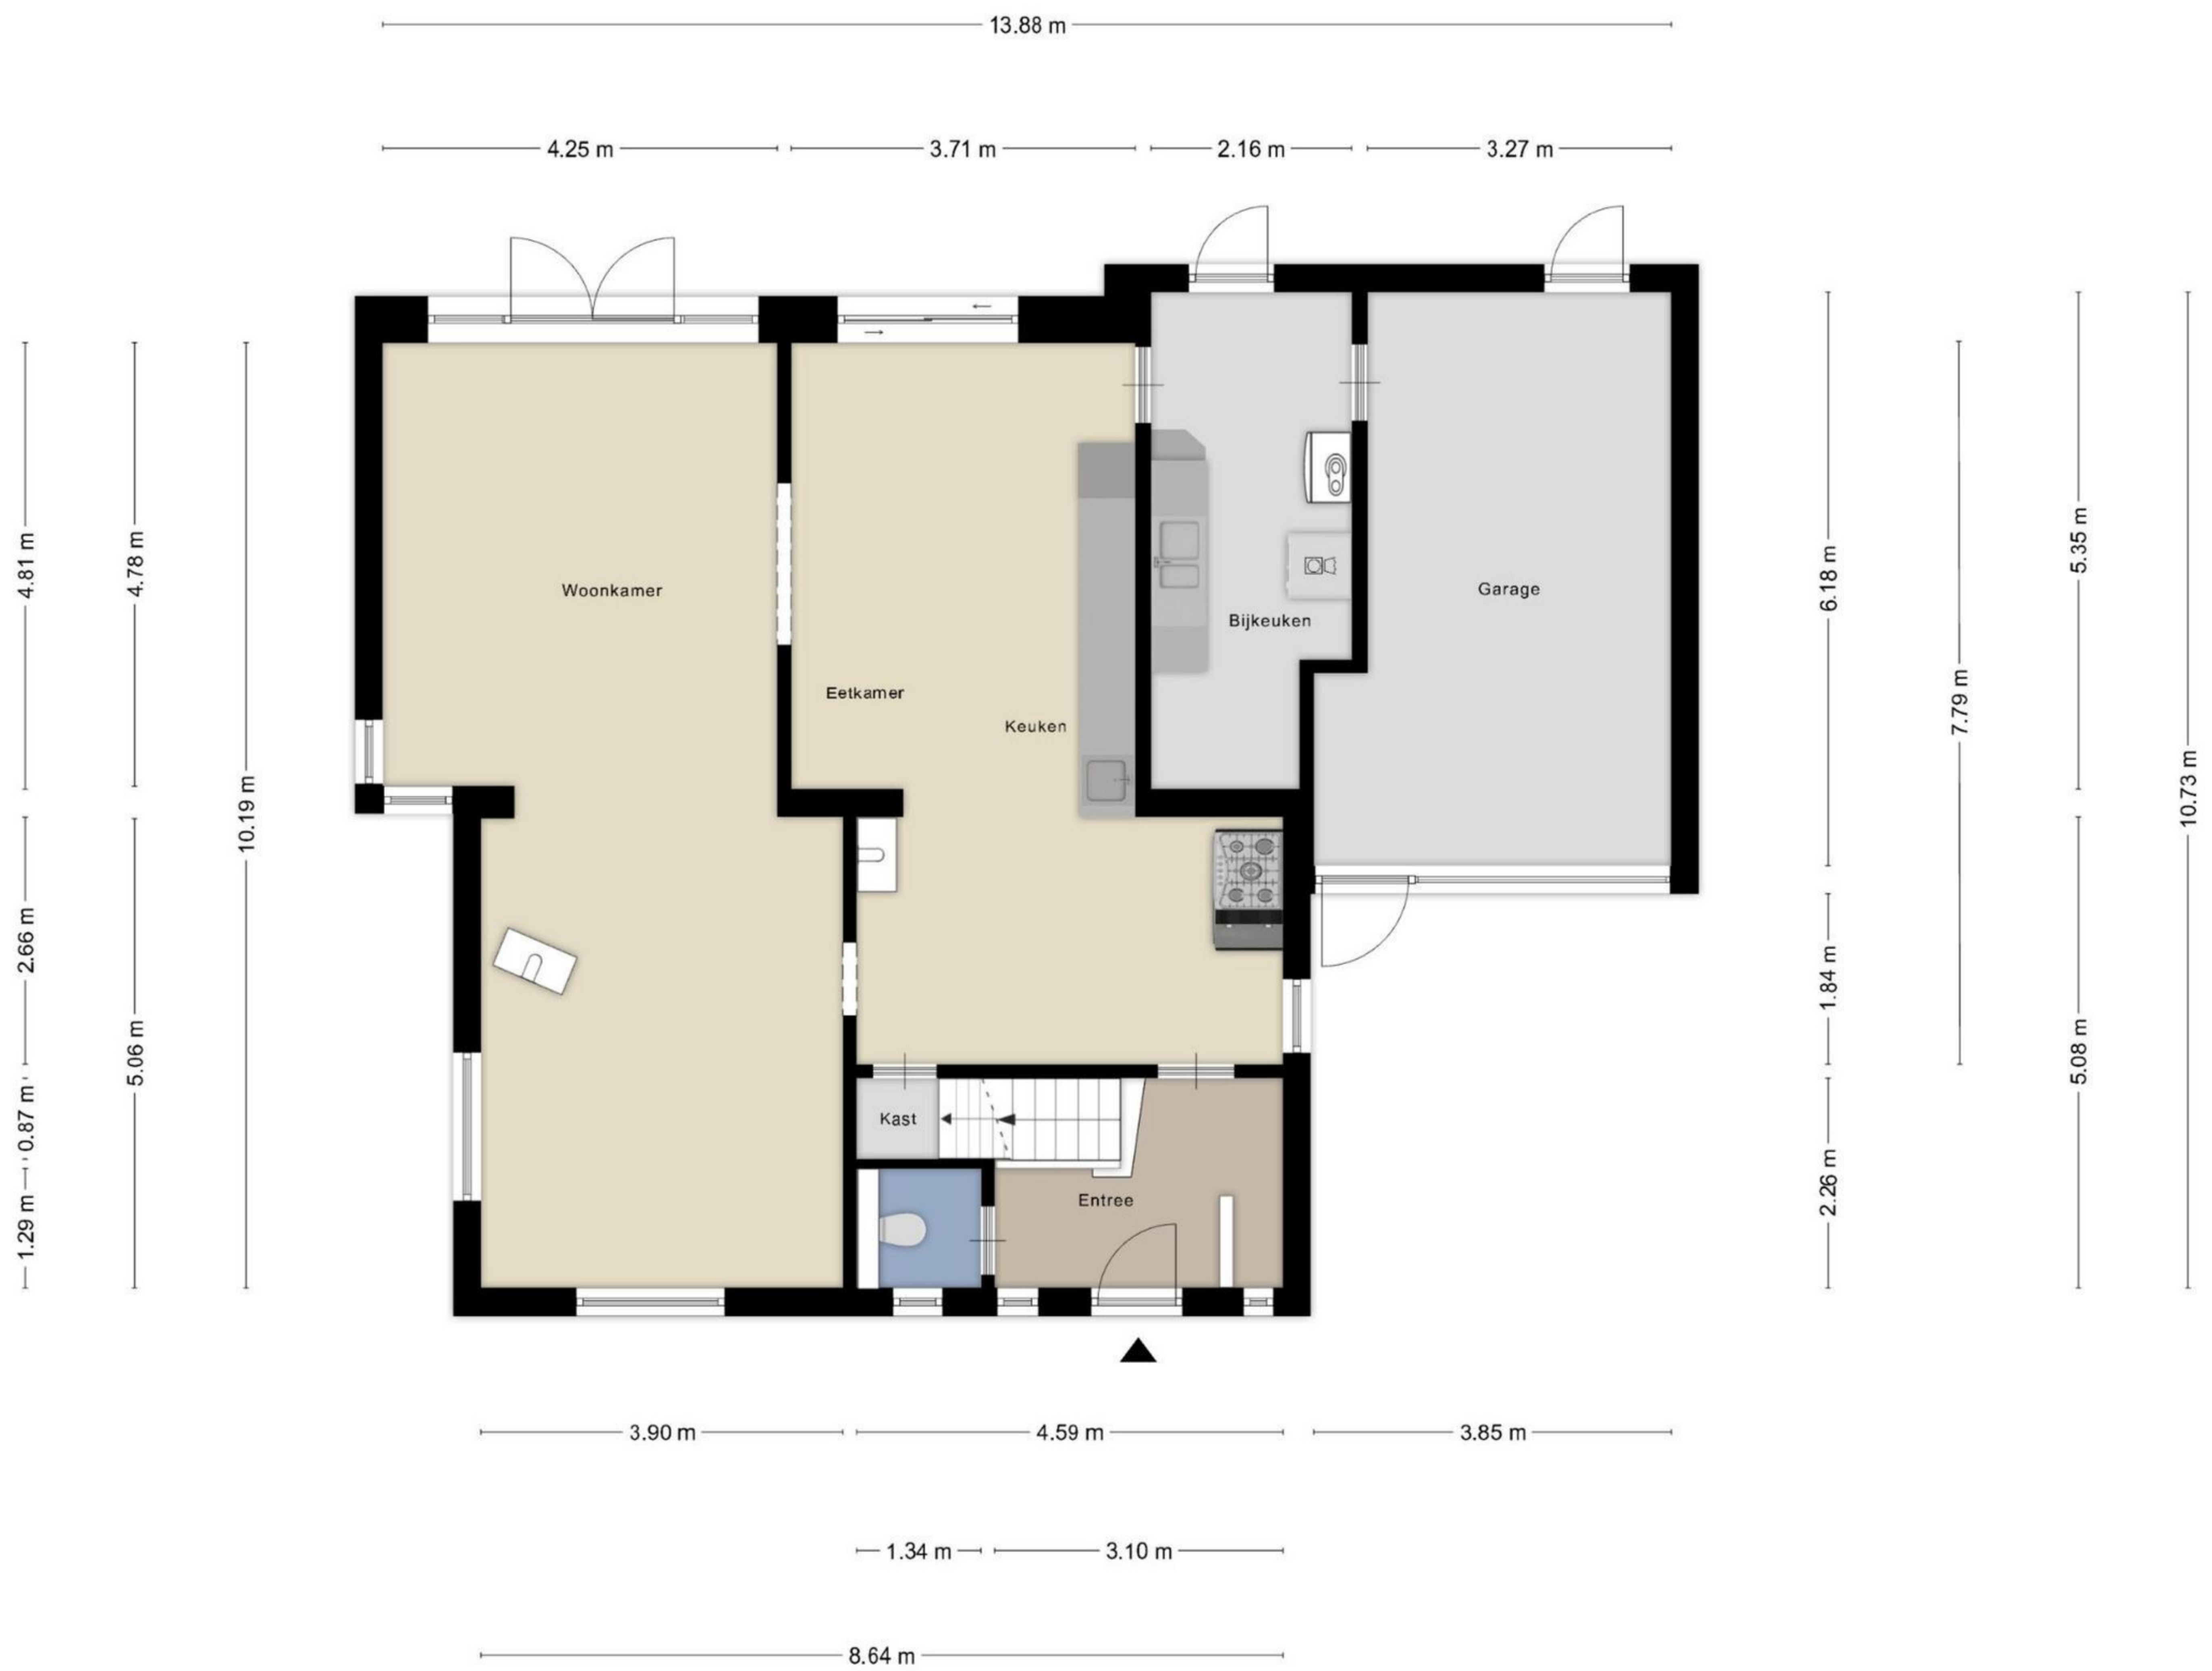 13.88 m
4.25 m
3.71 m
2.16 m
3.27 m
4.81 m
4.78 m
10.19 m
2.66 m
5.06 m
0.87 m
1.29 m
Woonkamer
Eetkamer
Keuken
Bijkeuken
Garage
Kast
Entree
6.18 m
5.35 m
7.79 m
10.73 m
1.84 m
5.08 m
2.26 m
3.90 m
4.59 m
3.85 m
1.34 m
3.10 m
8.64 m